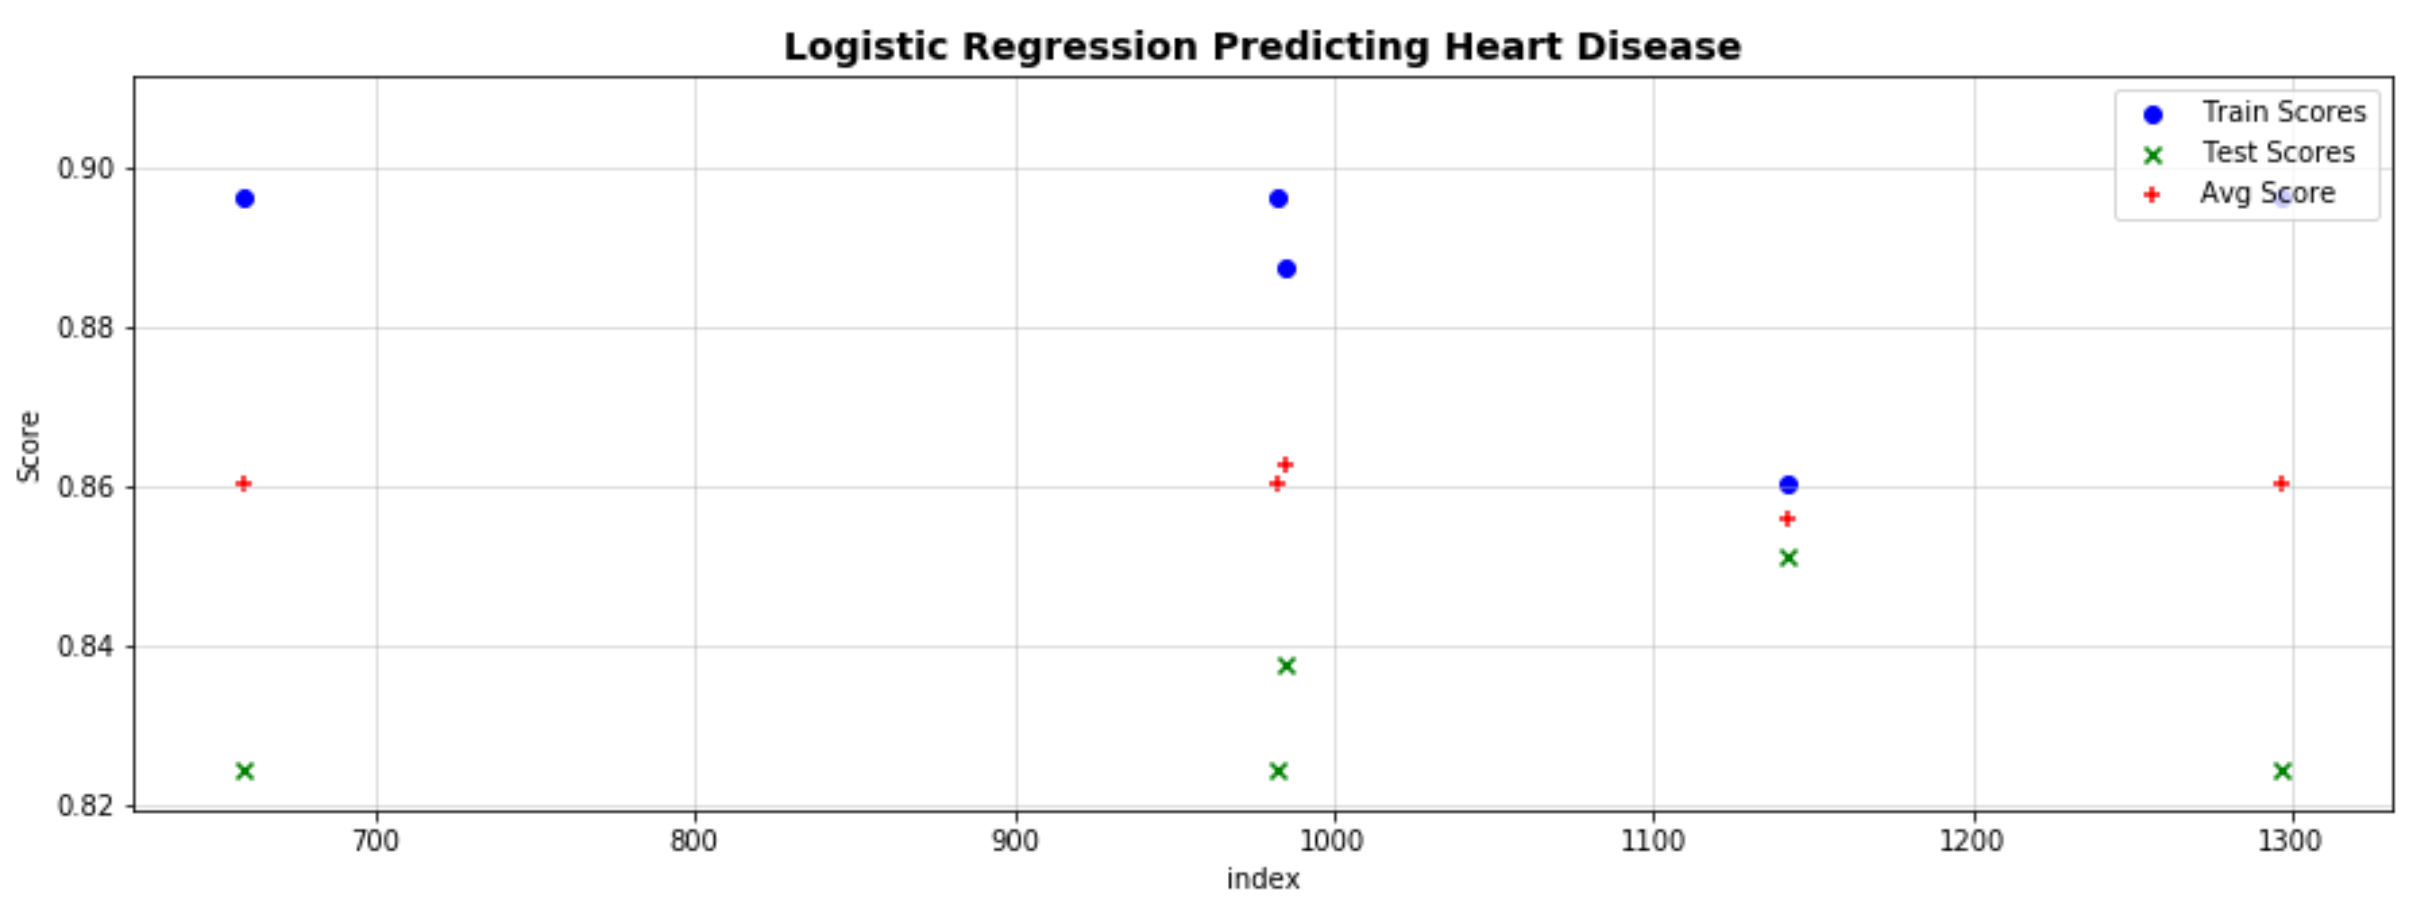 Logistic Regression Predicting Heart Disease
Train Scores
Test Scores
Avg Score
0.90
0.88
0.86
0.84
0.82
Score
700 800 900 1000 1100 1200 1300
index